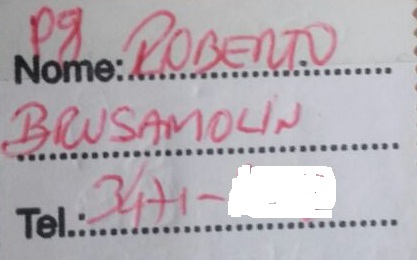 pg
Nome: ROBERTO
BRUSAMOLIN
Tel.: 3471-